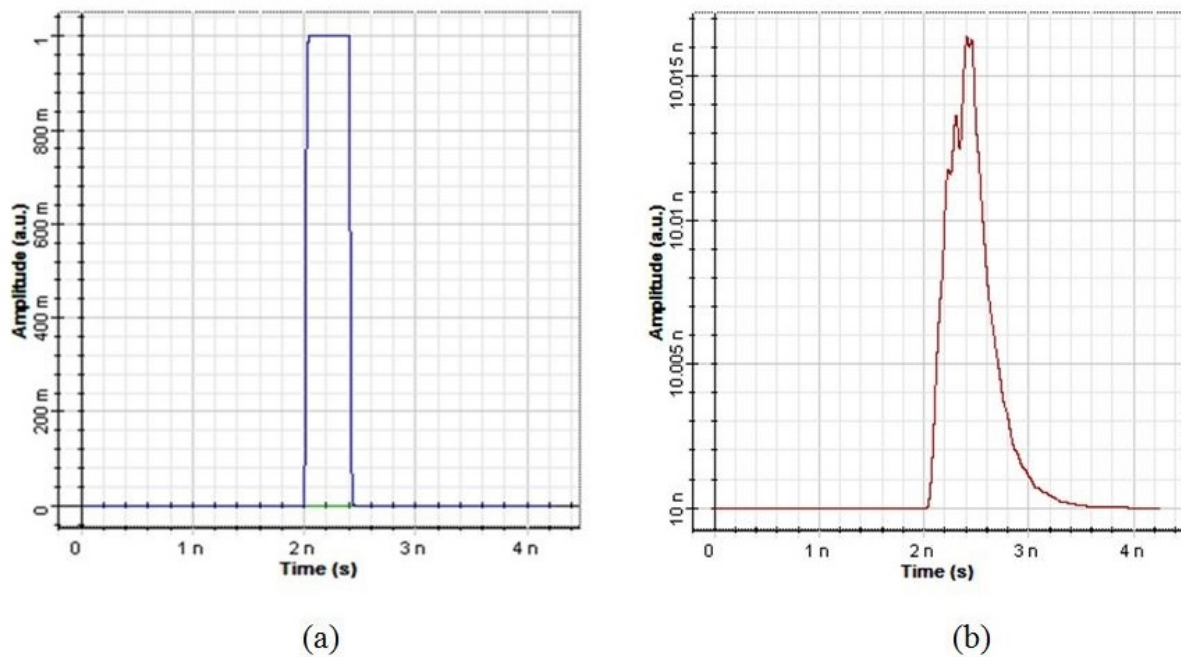 Amplitude (a.u.)
1
800 m
600 m
400 m
200 m
0
0 1 n 2 n 3 n 4 n
Time (s)
(a)
Amplitude (a.u.)
10.015 n
10.01 n
10.005 n
10 n
0 1 n 2 n 3 n 4 n
Time (s)
(b)